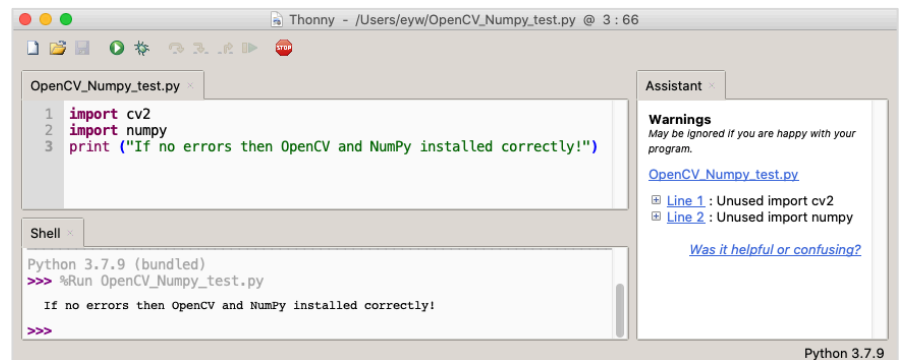 Thonny - /Users/eyw/OpenCV_Numpy_test.py @ 3 : 66
STOP
OpenCV_Numpy_test.py ×
1 import cv2
2 import numpy
3 print ("If no errors then OpenCV and NumPy installed correctly!")
Shell ×
Python 3.7.9 (bundled)
>>> %Run OpenCV_Numpy_test.py
If no errors then OpenCV and NumPy installed correctly!
>>>
Assistant ×
Warnings
May be ignored if you are happy with your
program.
OpenCV_Numpy_test.py
Line 1 : Unused import cv2
Line 2 : Unused import numpy
Was it helpful or confusing?
Python 3.7.9